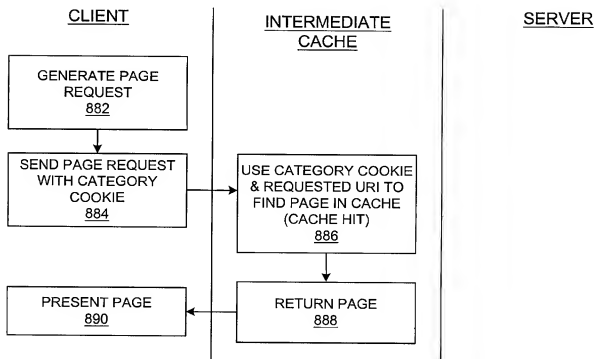 CLIENT
INTERMEDIATE
CACHE
SERVER
GENERATE PAGE
REQUEST
882
SEND PAGE REQUEST
WITH CATEGORY
COOKIE
884
USE CATEGORY COOKIE
& REQUESTED URI TO
FIND PAGE IN CACHE
(CACHE HIT)
886
PRESENT PAGE
890
RETURN PAGE
888